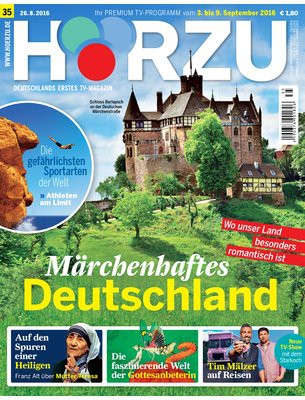 35
26.8.2016
Ihr PREMIUM TV-PROGRAMM vom 3. bis 9. September 2016
€ 1,80
WWW.HOERZU.DE
HÖRZU
DEUTSCHLANDS ERSTES TV-MAGAZIN
Schloss Berlepsch
an der Deutschen
Märchenstraße
Die
gefährlichsten
Sportarten
der Welt
Athleten
am Limit
Wo unser Land
besonders
romantisch ist
Märchenhaftes
Deutschland
Auf den
Spuren
einer
Heiligen
Franz Alt über Mutter Teresa
Die
faszinierende Welt
der Gottesanbeterin
Tim Mälzer
auf Reisen
Neue
TV-Show
mit dem
Starkoch